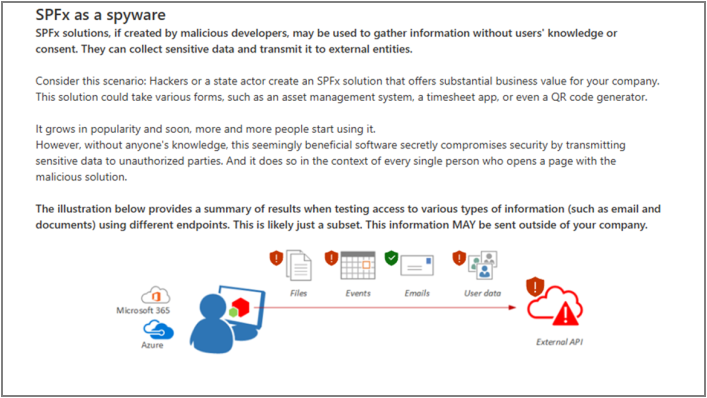 SPFx as a spyware
SPFx solutions, if created by malicious developers, may be used to gather information without users' knowledge or
consent. They can collect sensitive data and transmit it to external entities.
Consider this scenario: Hackers or a state actor create an SPFx solution that offers substantial business value for your company.
This solution could take various forms, such as an asset management system, a timesheet app, or even a QR code generator.
It grows in popularity and soon, more and more people start using it.
However, without anyone's knowledge, this seemingly beneficial software secretly compromises security by transmitting
sensitive data to unauthorized parties. And it does so in the context of every single person who opens a page with the
malicious solution.
The illustration below provides a summary of results when testing access to various types of information (such as email and
documents) using different endpoints. This is likely just a subset. This information MAY be sent outside of your company.
Files
Events
Emails
User data
Microsoft 365
Azure
External API